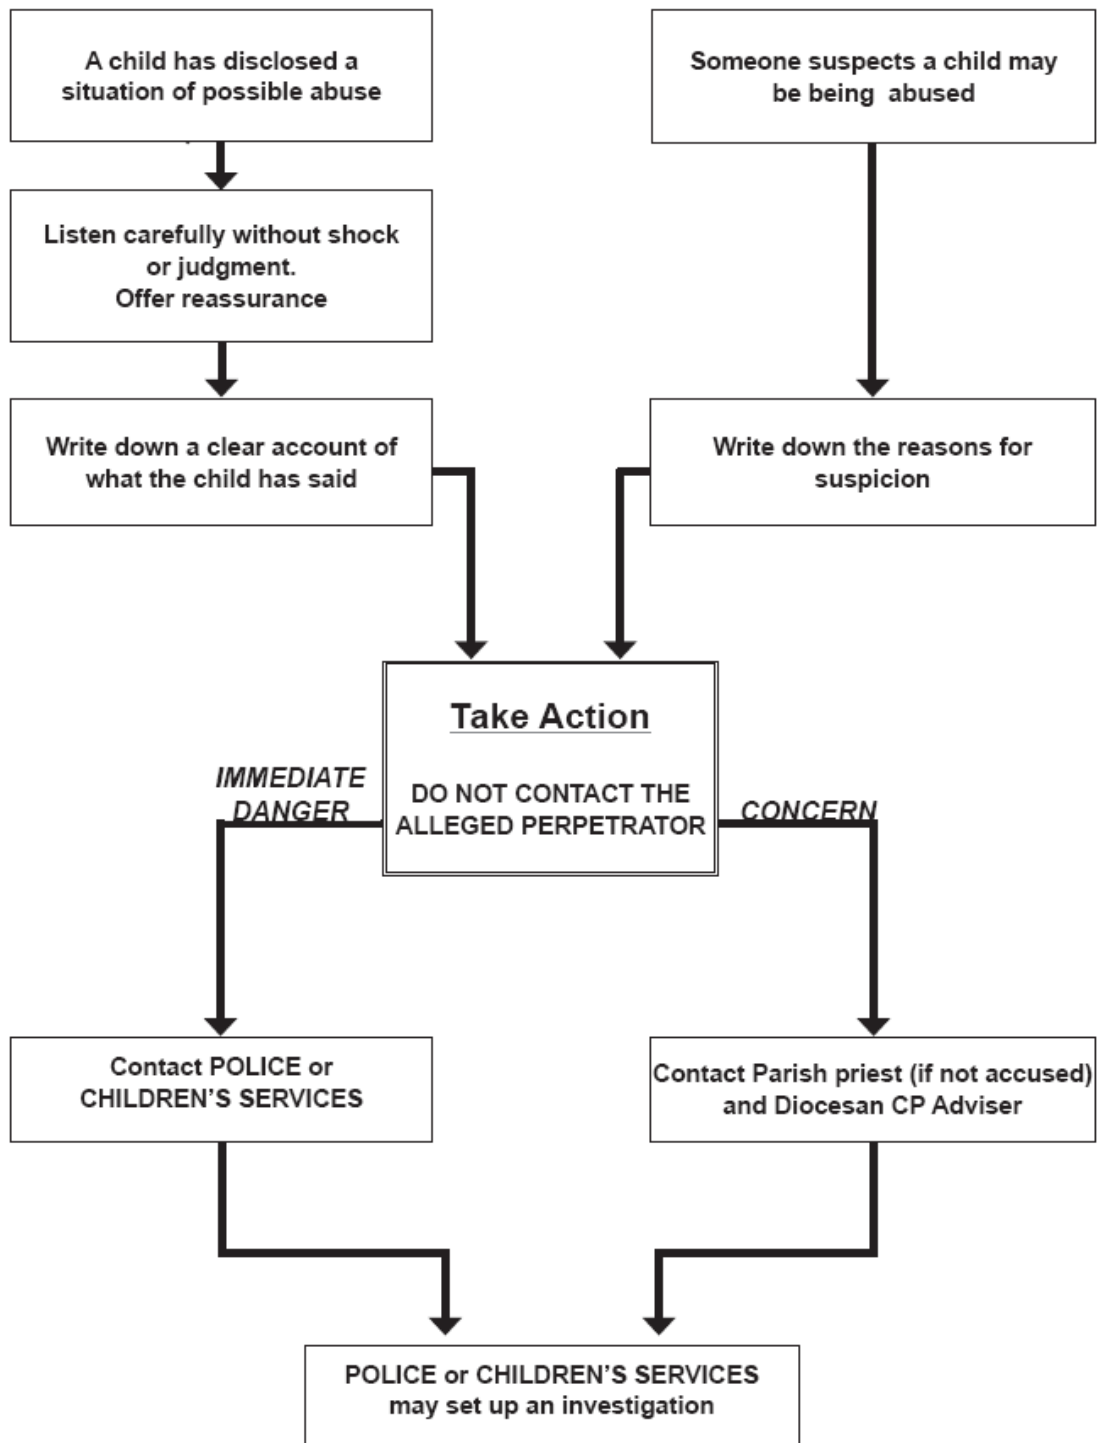 A child has disclosed a
situation of possible abuse
Someone suspects a child may
be being abused
Listen carefully without shock
or judgment.
Offer reassurance
Write down a clear account of
what the child has said
Write down the reasons for
suspicion
Take Action
DO NOT CONTACT THE
ALLEGED PERPETRATOR
IMMEDIATE
DANGER
CONCERN
Contact POLICE or
CHILDREN'S SERVICES
Contact Parish priest (if not accused)
and Diocesan CP Adviser
POLICE or CHILDREN'S SERVICES
may set up an investigation